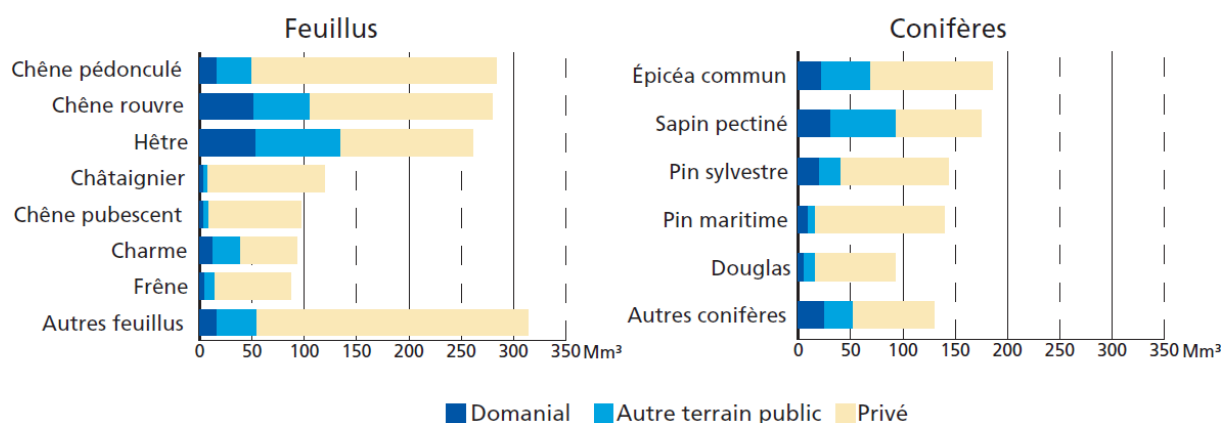 Feuillus
Chêne pédonculé
Chêne rouvre
Hêtre
Châtaignier
Chêne pubescent
Charme
Frêne
Autres feuillus
0 50 100 150 200 250 300 350 Mm³
Conifères
Épicéa commun
Sapin pectiné
Pin sylvestre
Pin maritime
Douglas
Autres conifères
0 50 100 150 200 250 300 350 Mm³
Domanial Autre terrain public Privé